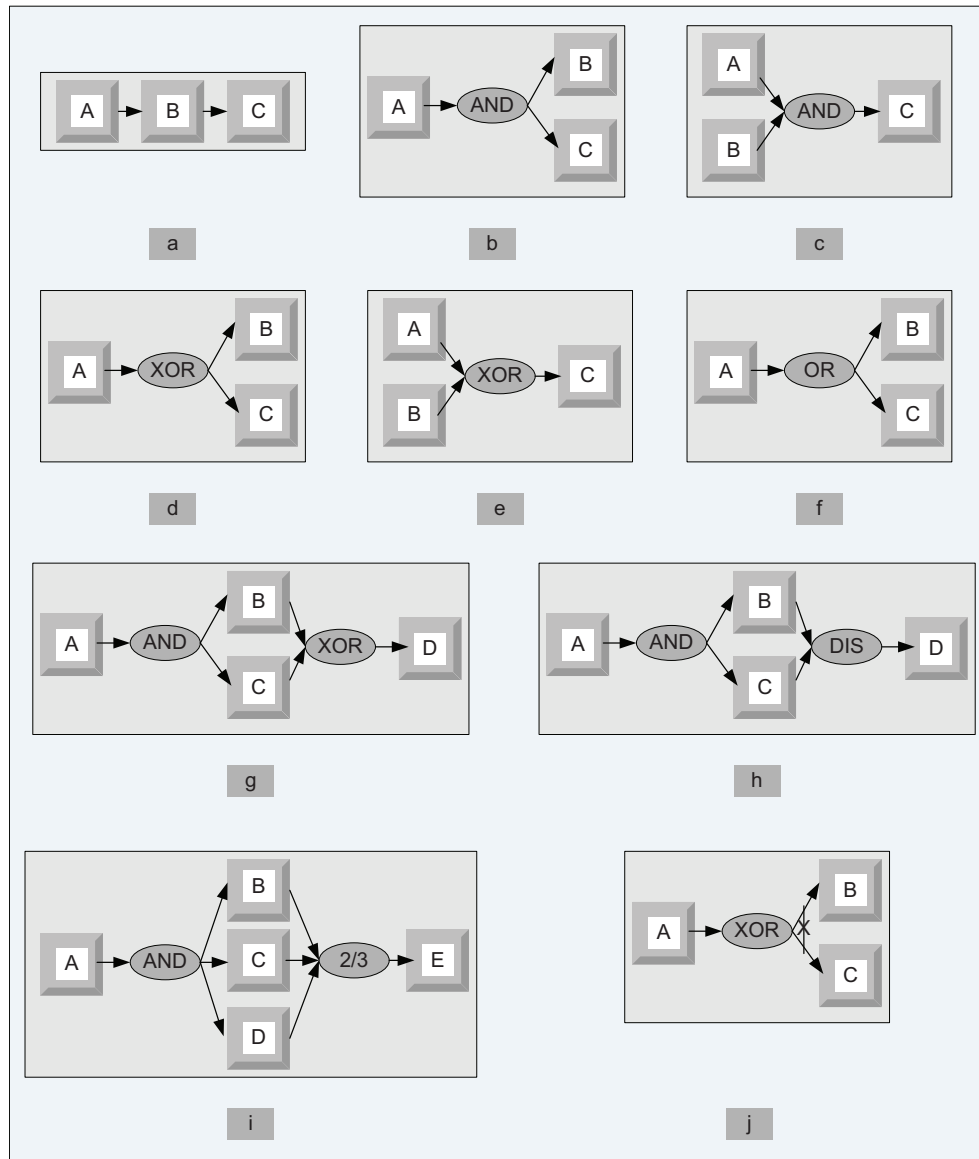 A B C
a
A AND B
C
b
A
B AND C
c
A XOR B
C
d
A
B XOR C
e
A OR B
C
f
A AND B XOR D
C
g
A AND B DIS D
C
h
A AND B
C 2/3 E
D
i
A XOR X B
C
j